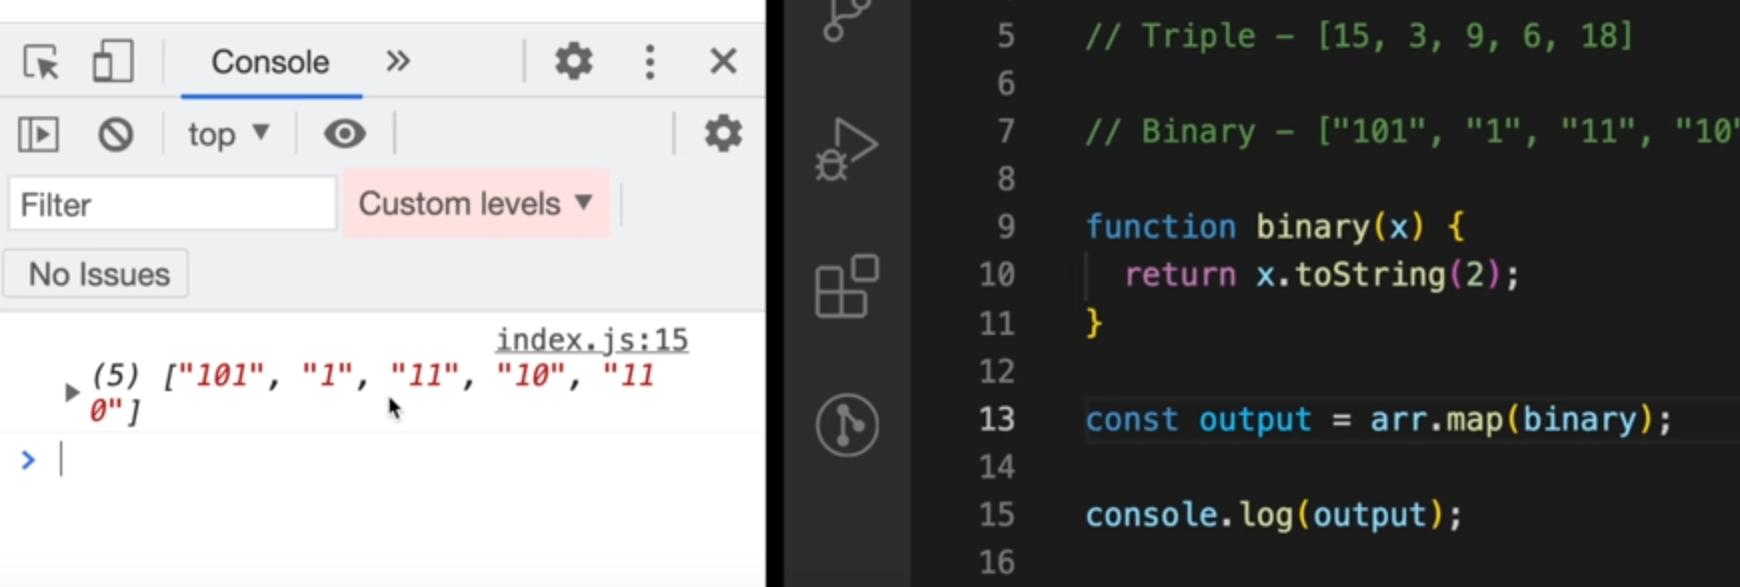 Console
top
Filter
Custom levels
No Issues
index.js:15
(5) ["101", "1", "11", "10", "11
0"]
>
5 // Triple – [15, 3, 9, 6, 18]
6
7 // Binary – ["101", "1", "11", "10"
8
9 function binary(x) {
10 return x.toString(2);
11 }
12
13 const output = arr.map(binary);
14
15 console.log(output);
16